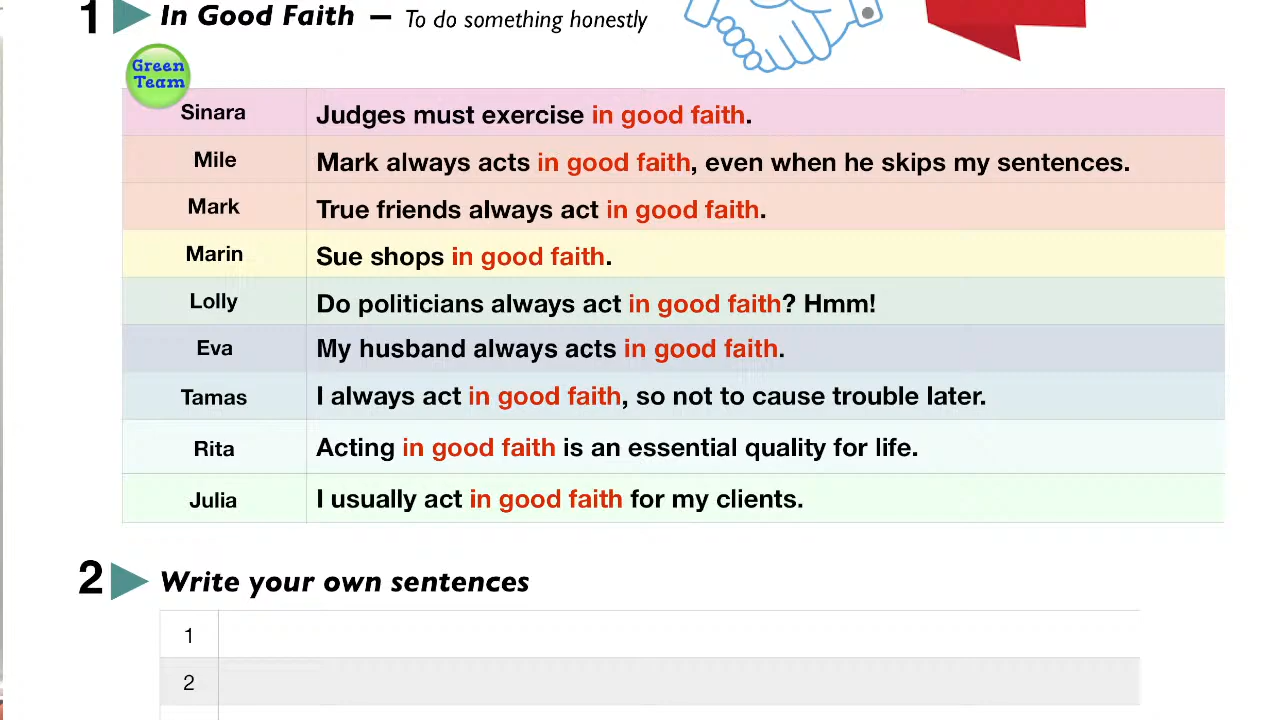 1 In Good Faith – To do something honestly
Green
Team
Sinara Judges must exercise in good faith.
Mile Mark always acts in good faith, even when he skips my sentences.
Mark True friends always act in good faith.
Marin Sue shops in good faith.
Lolly Do politicians always act in good faith? Hmm!
Eva My husband always acts in good faith.
Tamas I always act in good faith, so not to cause trouble later.
Rita Acting in good faith is an essential quality for life.
Julia I usually act in good faith for my clients.
2 Write your own sentences
1
2